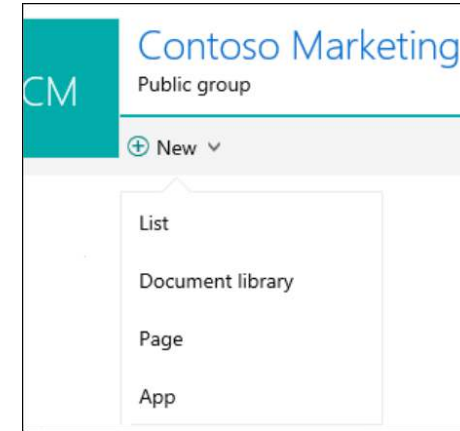 Contoso Marketing
CM
Public group
New
List
Document library
Page
App